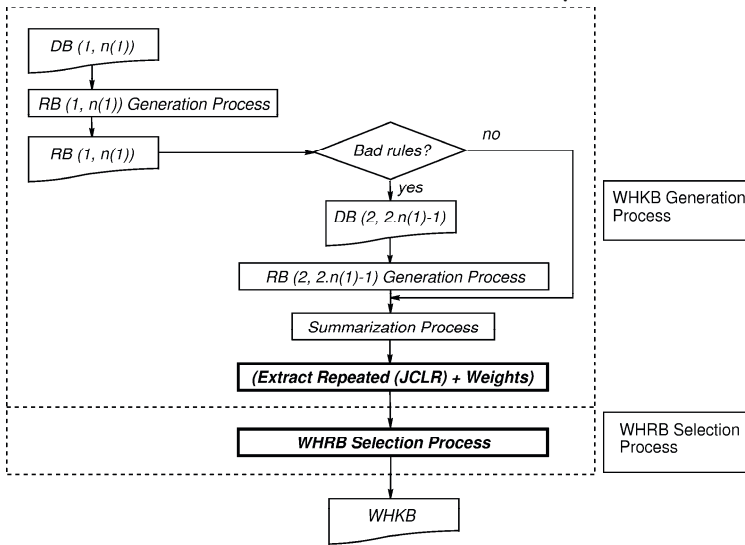 DB (1, n(1))
RB (1, n(1)) Generation Process
RB (1, n(1))
Bad rules?
no
yes
DB (2, 2.n(1)-1)
RB (2, 2.n(1)-1) Generation Process
Summarization Process
(Extract Repeated (JCLR) + Weights)
WHRB Selection Process
WHKB
WHKB Generation
Process
WHRB Selection
Process